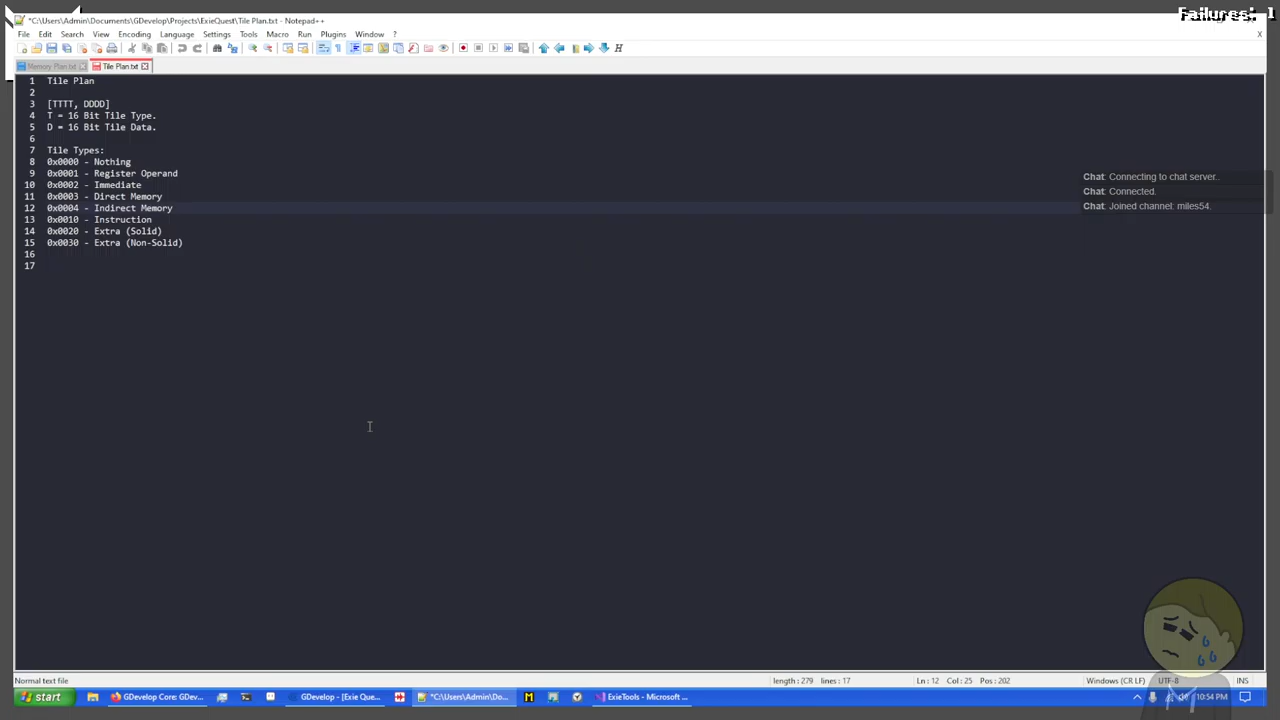 *C:\Users\Admin\Documents\GDevelop\Projects\ExieQuest\Tile Plan.txt - Notepad++
Failures: 1
File Edit Search View Encoding Language Settings Tools Macro Run Plugins Window ?
X
Memory Plan.txt
Tile Plan.txt
1 Tile Plan
2
3 [TTTT, DDDD]
4 T = 16 Bit Tile Type.
5 D = 16 Bit Tile Data.
6
7 Tile Types:
8 0x0000 - Nothing
9 0x0001 - Register Operand
10 0x0002 - Immediate
11 0x0003 - Direct Memory
12 0x0004 - Indirect Memory
13 0x0010 - Instruction
14 0x0020 - Extra (Solid)
15 0x0030 - Extra (Non-Solid)
16
17
Chat: Connecting to chat server..
Chat: Connected.
Chat: Joined channel: miles54.
Normal text file
length : 279 lines : 17
Ln : 12 Col : 25 Pos : 202
Windows (CR LF)
UTF-8
INS
start
GDevelop Core: GDev...
GDevelop - [Exie Que...
*C:\Users\Admin\Do...
ExieTools - Microsoft ...
10:54 PM